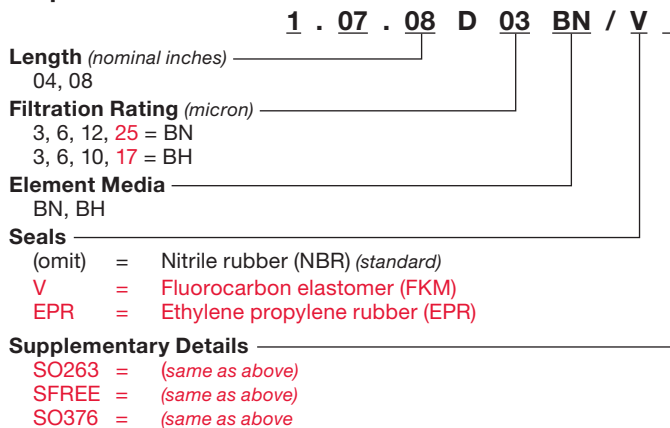 1 . 07 . 08 D 03 BN / V
Length (nominal inches)
04, 08
Filtration Rating (micron)
3, 6, 12, 25 = BN
3, 6, 10, 17 = BH
Element Media
BN, BH
Seals
(omit) = Nitrile rubber (NBR) (standard)
V = Fluorocarbon elastomer (FKM)
EPR = Ethylene propylene rubber (EPR)
Supplementary Details
SO263 = (same as above)
SFREE = (same as above)
SO376 = (same as above